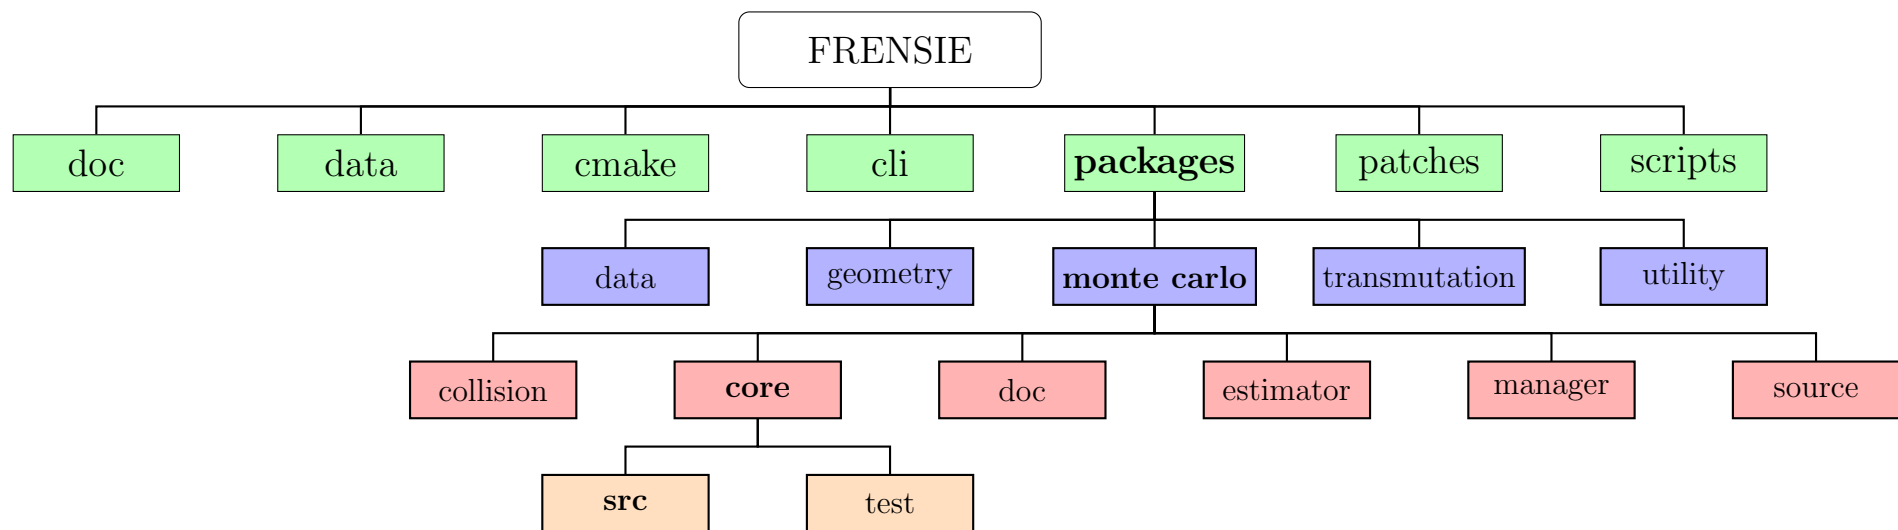 FRENSIE
doc data cmake cli packages patches scripts
data geometry monte carlo transmutation utility
collision core doc estimator manager source
src test